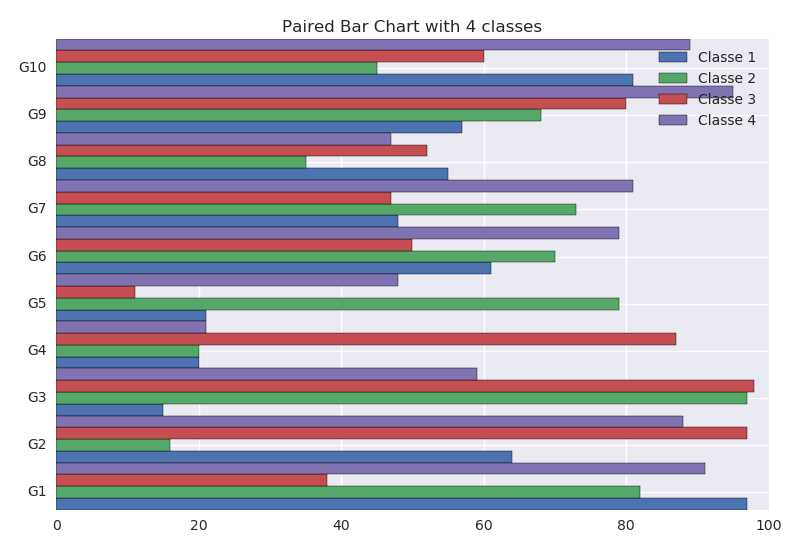 Paired Bar Chart with 4 classes
G10
G9
G8
G7
G6
G5
G4
G3
G2
G1
Classe 1
Classe 2
Classe 3
Classe 4
0 20 40 60 80 100